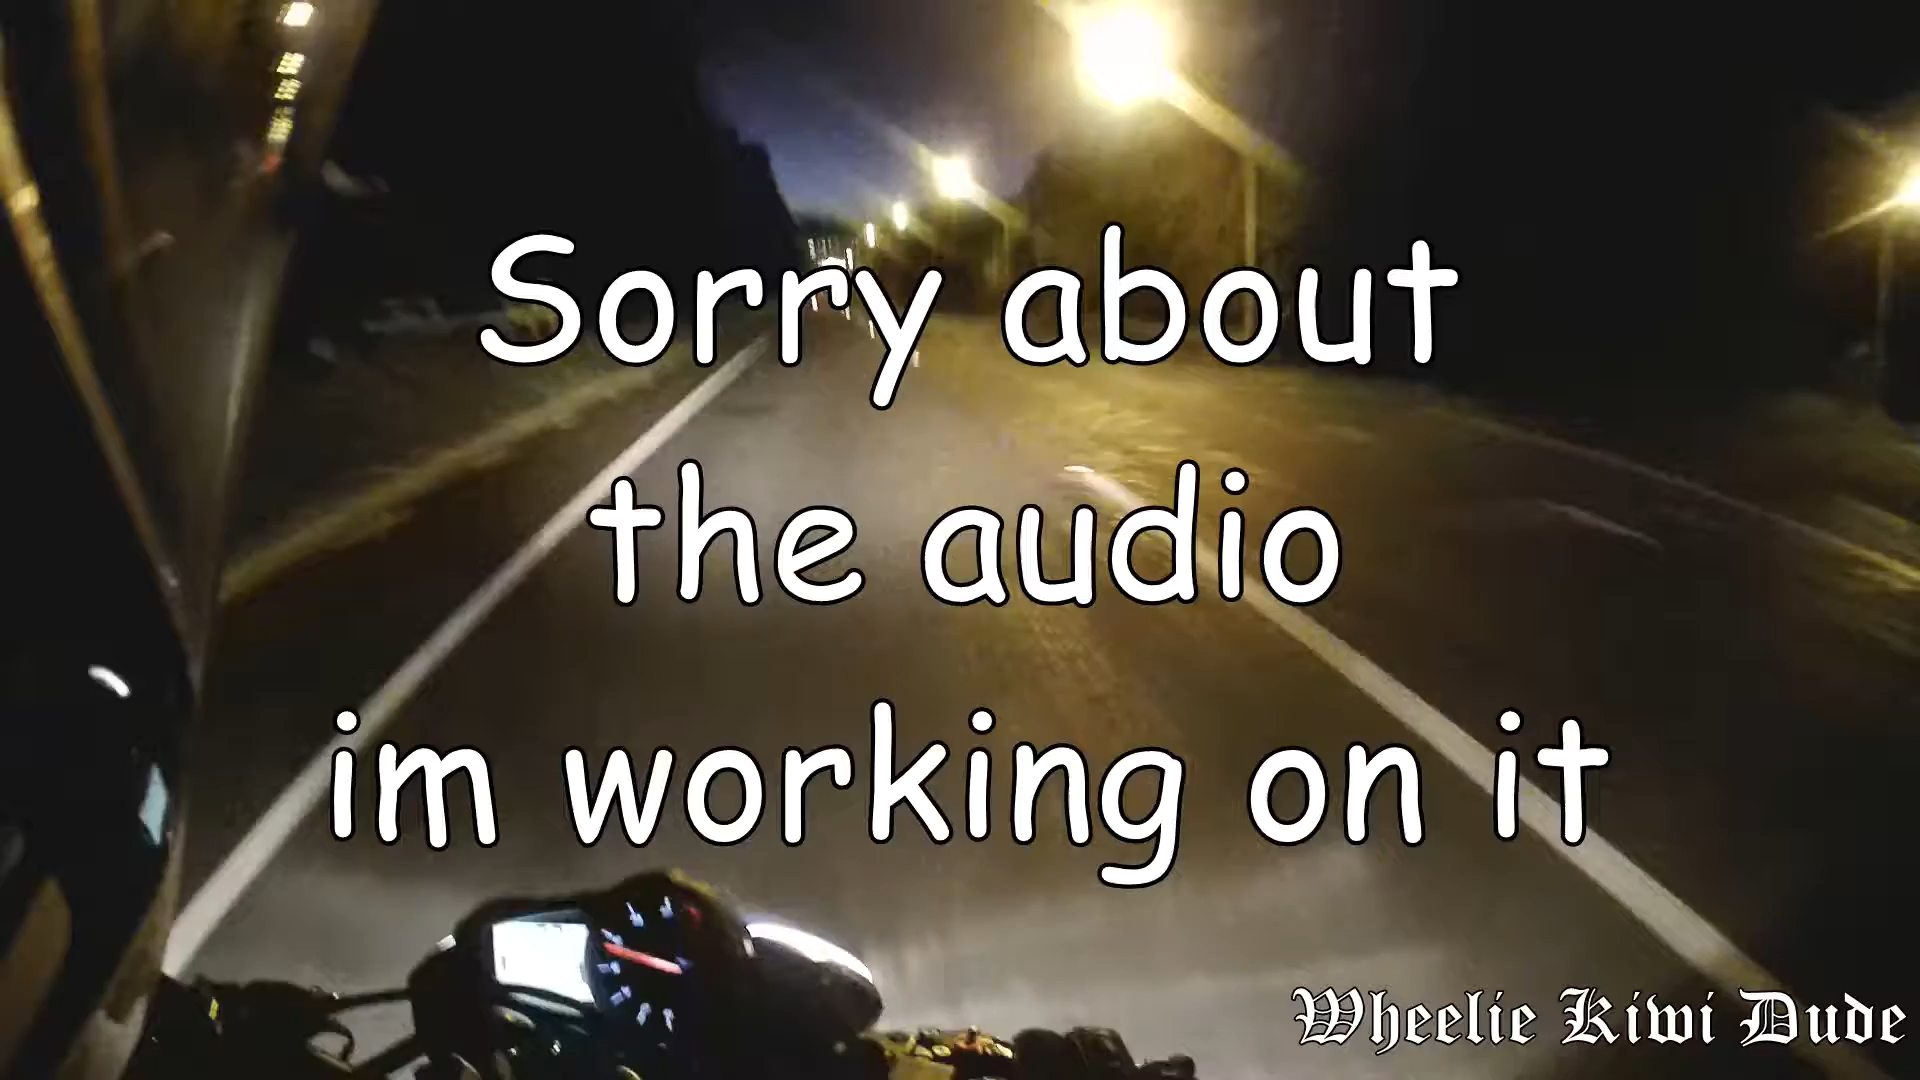 Sorry about
the audio
im working on it
Wheelie Kiwi Dude